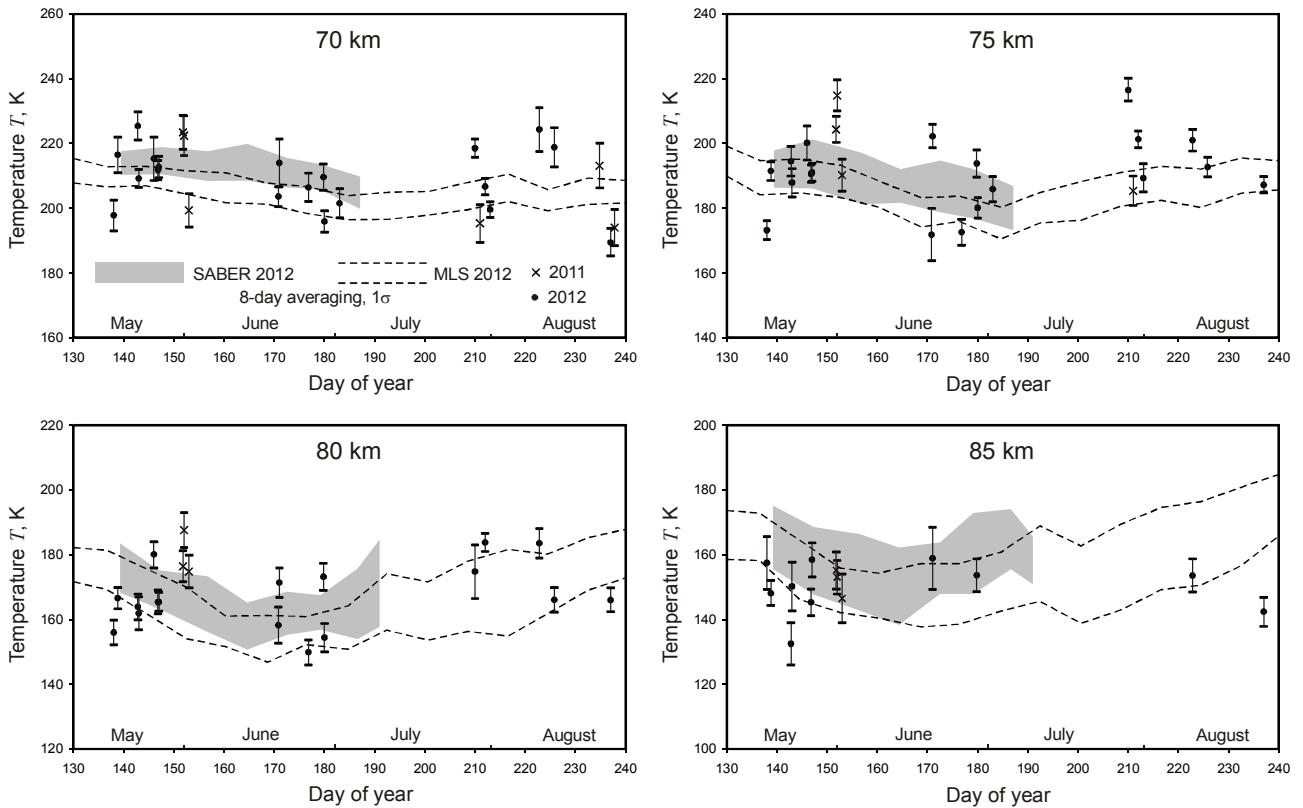 70 km
260
240
220
200
180
160
Temperature T, K
SABER 2012
MLS 2012
× 2011
8-day averaging, 1σ
• 2012
May June July August
130 140 150 160 170 180 190 200 210 220 230 240
Day of year
75 km
240
220
200
180
160
140
Temperature T, K
May June July August
130 140 150 160 170 180 190 200 210 220 230 240
Day of year
80 km
220
200
180
160
140
120
Temperature T, K
May June July August
130 140 150 160 170 180 190 200 210 220 230 240
Day of year
85 km
200
180
160
140
120
100
Temperature T, K
May June July August
130 140 150 160 170 180 190 200 210 220 230 240
Day of year